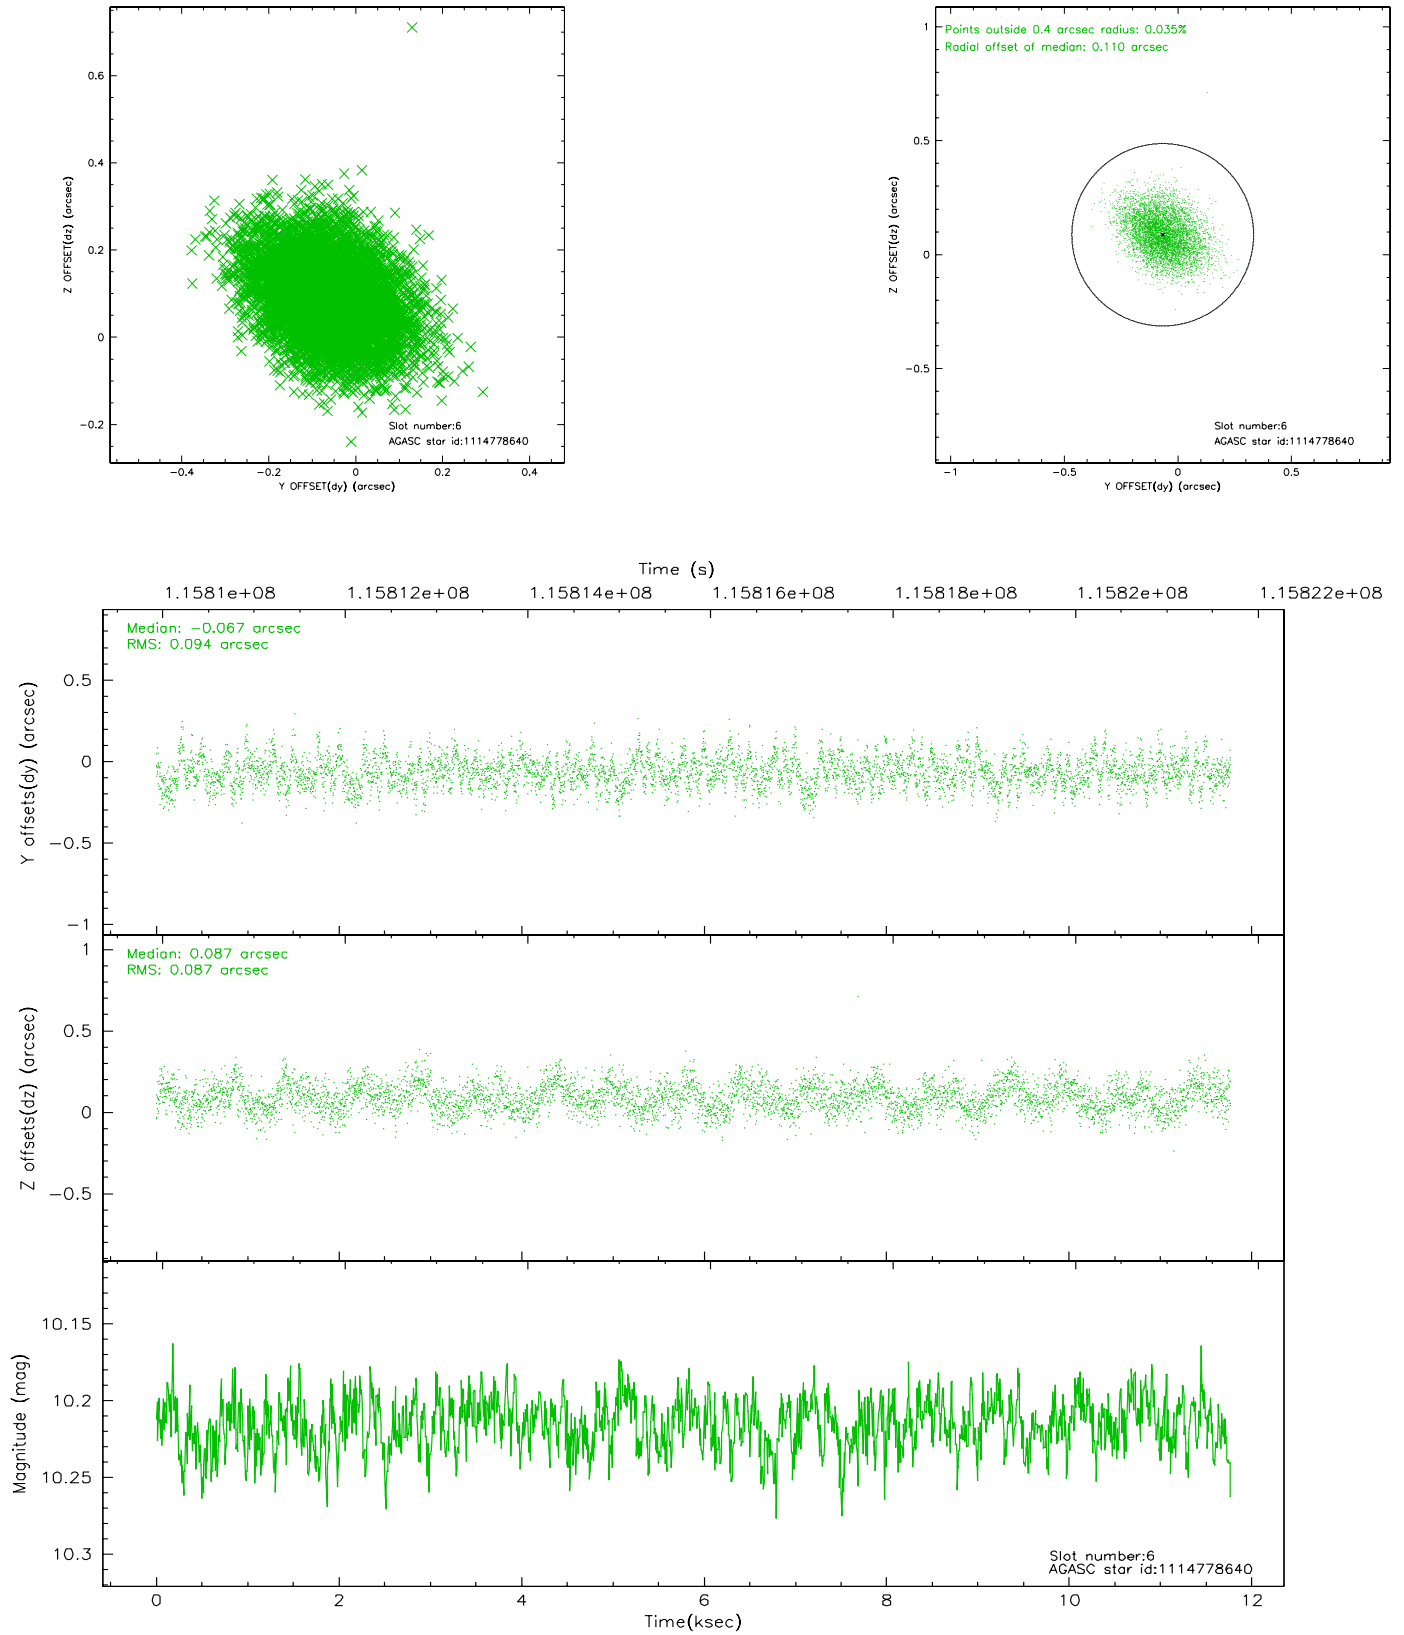 0.6
0.4
0.2
0
−0.2
Z OFFSET(dz) (arcsec)
Slot number:6
AGASC star id:1114778640
−0.4 −0.2 0 0.2 0.4
Y OFFSET(dy) (arcsec)
Points outside 0.4 arcsec radius: 0.035%
Radial offset of median: 0.110 arcsec
1
0.5
0
−0.5
Z OFFSET(dz) (arcsec)
Slot number:6
AGASC star id:1114778640
−1 −0.5 0 0.5
Y OFFSET(dy) (arcsec)
Time (s)
1.1581e+08 1.15812e+08 1.15814e+08 1.15816e+08 1.15818e+08 1.1582e+08 1.15822e+08
Median: −0.067 arcsec
RMS: 0.094 arcsec
0.5
0
−0.5
−1
Y offsets(dy) (arcsec)
Median: 0.087 arcsec
RMS: 0.087 arcsec
1
0.5
0
−0.5
Z offsets(dz) (arcsec)
10.15
10.2
10.25
10.3
Magnitude (mag)
Slot number:6
AGASC star id:1114778640
0 2 4 6 8 10 12
Time(ksec)